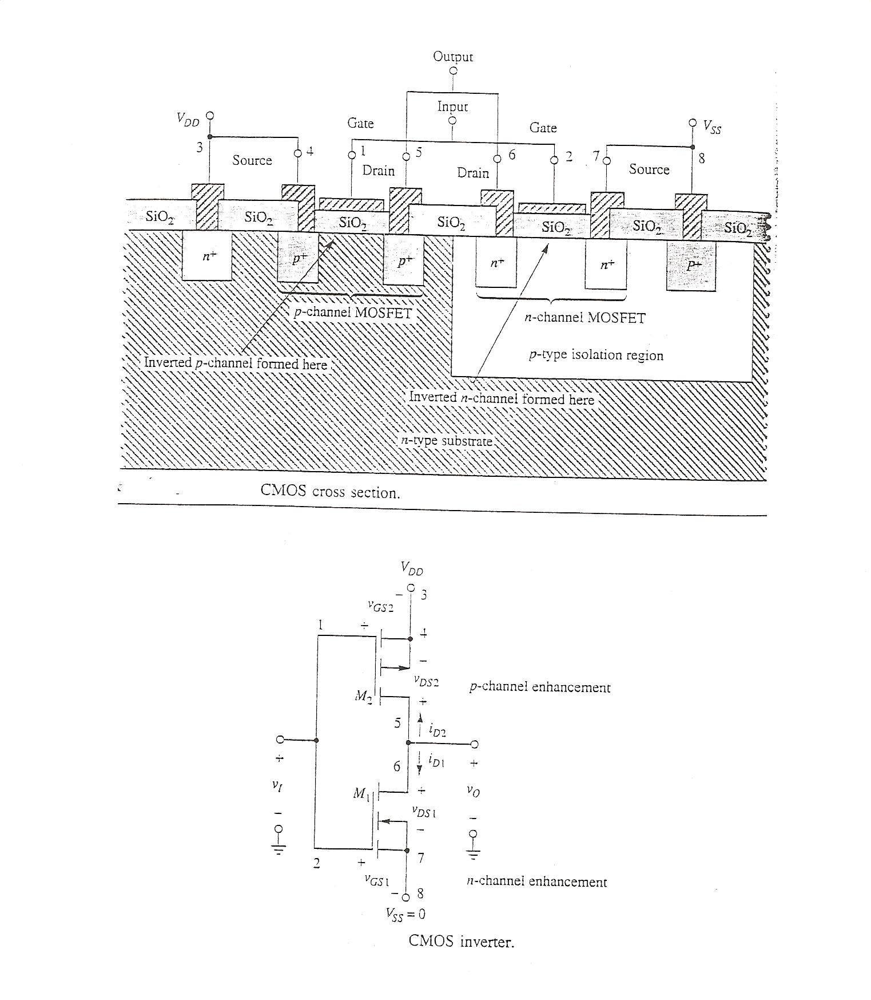 Output
Input
V_DD
Gate
Gate
V_SS
3
4
1
5
6
2
7
8
Source
Drain
Drain
Source
SiO₂
SiO₂
SiO₂
SiO₂
SiO₂
SiO₂
SiO₂
n+
p+
p+
n+
n+
p+
p-channel MOSFET
n-channel MOSFET
p-type isolation region
Inverted p-channel formed here
Inverted n-channel formed here
n-type substrate
CMOS cross section.
V_DD
− 3
v_GS2
1 +
4
−
v_DS2
p-channel enhancement
M₂
+
5
i_D2
6
i_D1
+
v_I
−
M₁
+
v_DS1
−
+
v_O
−
2 +
7
v_GS1
n-channel enhancement
− 8
V_SS = 0
CMOS inverter.